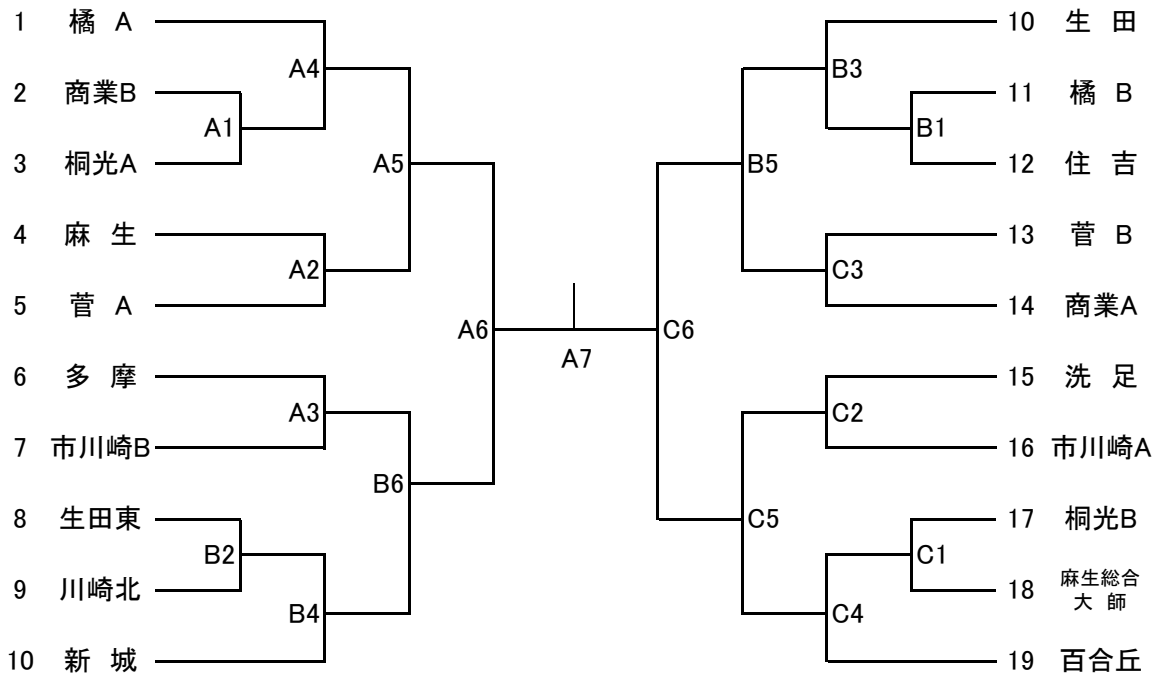 1 橘 A
2 商業B
3 桐光A
4 麻 生
5 菅 A
6 多 摩
7 市川崎B
8 生田東
9 川崎北
10 新 城
A1
A2
A3
A4
A5
A6
B2
B4
B6
A7
C6
B5
C5
B3
B1
C3
C2
C1
C4
10 生 田
11 橘 B
12 住 吉
13 菅 B
14 商業A
15 洗 足
16 市川崎A
17 桐光B
18 麻生総合
大 師
19 百合丘